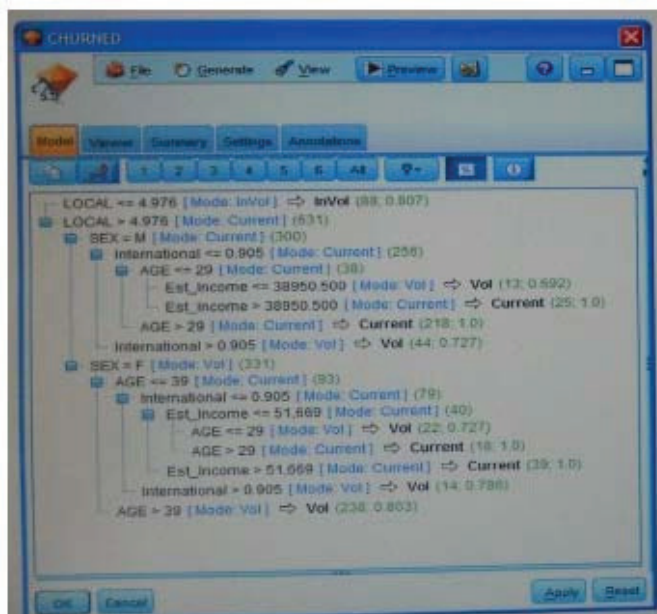 CHURNED
File Generate View Preview
Model Viewer Summary Settings Annotations
1 2 3 4 5 6 All
LOCAL <= 4.976 [Mode: InVol] ⇒ InVol (88; 0.807)
LOCAL > 4.976 [Mode: Current] (631)
SEX = M [Mode: Current] (300)
International <= 0.905 [Mode: Current] (256)
AGE <= 29 [Mode: Current] (38)
Est_Income <= 38950.500 [Mode: Vol] ⇒ Vol (13; 0.692)
Est_Income > 38950.500 [Mode: Current] ⇒ Current (25; 1.0)
AGE > 29 [Mode: Current] ⇒ Current (218; 1.0)
International > 0.905 [Mode: Vol] ⇒ Vol (44; 0.727)
SEX = F [Mode: Vol] (331)
AGE <= 39 [Mode: Current] (93)
International <= 0.905 [Mode: Current] (79)
Est_Income <= 51,669 [Mode: Current] (40)
AGE <= 29 [Mode: Vol] ⇒ Vol (22; 0.727)
AGE > 29 [Mode: Current] ⇒ Current (18; 1.0)
Est_Income > 51,669 [Mode: Current] ⇒ Current (39; 1.0)
International > 0.905 [Mode: Vol] ⇒ Vol (14; 0.786)
AGE > 39 [Mode: Vol] ⇒ Vol (238; 0.803)
OK Cancel Apply Reset